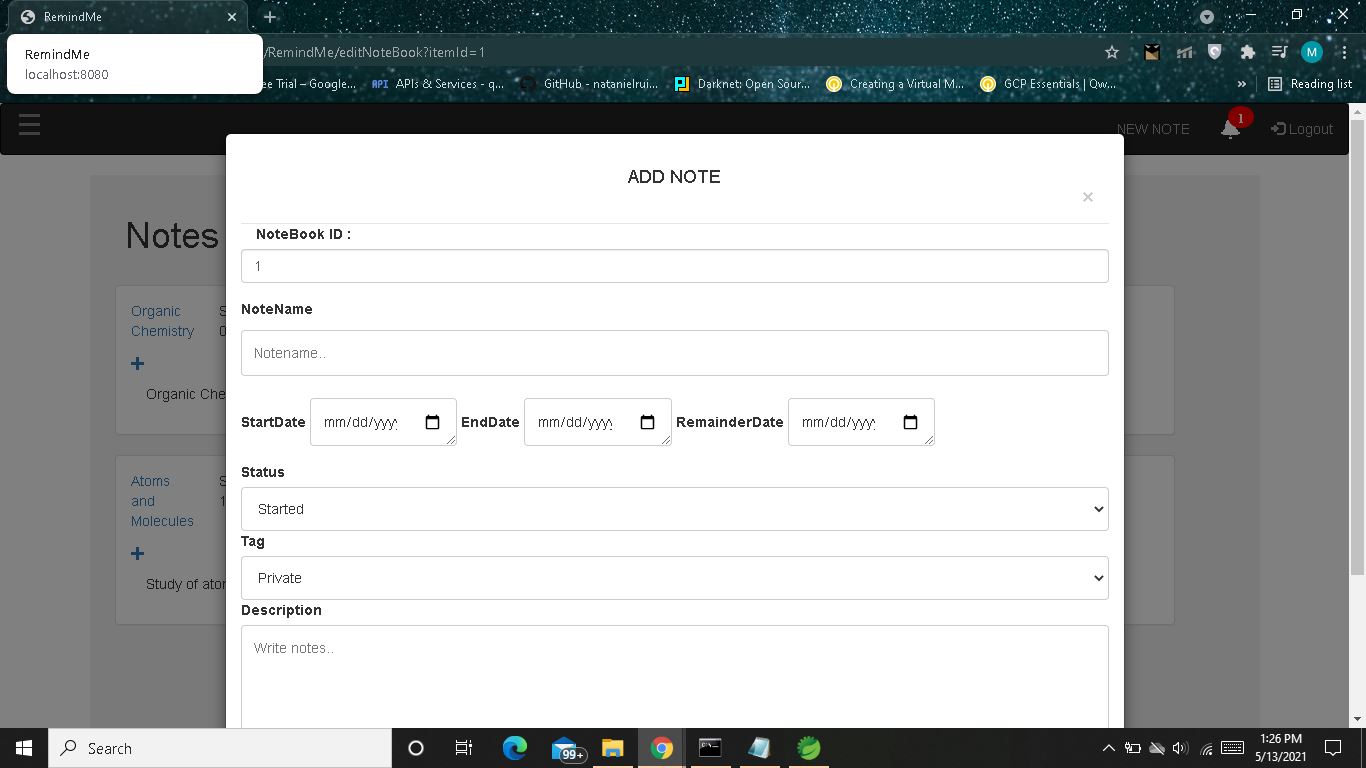 RemindMe
RemindMe
localhost:8080
/RemindMe/editNoteBook?itemId=1
M
ee Trial – Google...
API APIs & Services - q...
GitHub - natanielrui...
Darknet: Open Sour...
Creating a Virtual M...
GCP Essentials | Qw...
»
Reading list
NEW NOTE
1
Logout
ADD NOTE
×
Notes
NoteBook ID :
1
Organic
Chemistry
S
0
NoteName
Notename..
Organic Che
StartDate mm/dd/yyyy EndDate mm/dd/yyyy RemainderDate mm/dd/yyyy
Status
Started
Atoms
and
Molecules
S
1
Tag
Private
Study of ator
Description
Write notes..
Search
99+
1:26 PM
5/13/2021